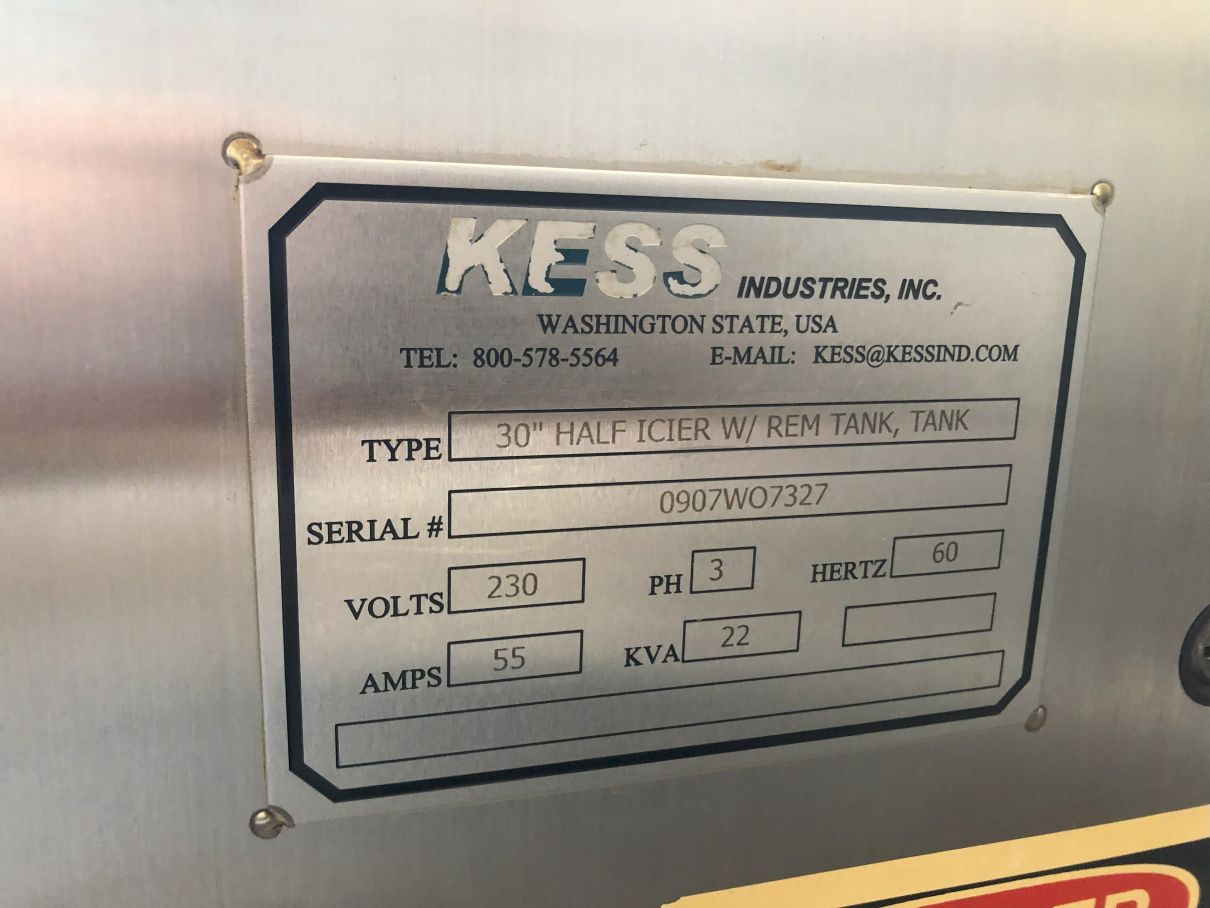 KESS INDUSTRIES, INC.
WASHINGTON STATE, USA
TEL: 800-578-5564 E-MAIL: KESS@KESSIND.COM
TYPE 30" HALF ICIER W/ REM TANK, TANK
SERIAL # 0907WO7327
VOLTS 230 PH 3 HERTZ 60
AMPS 55 KVA 22